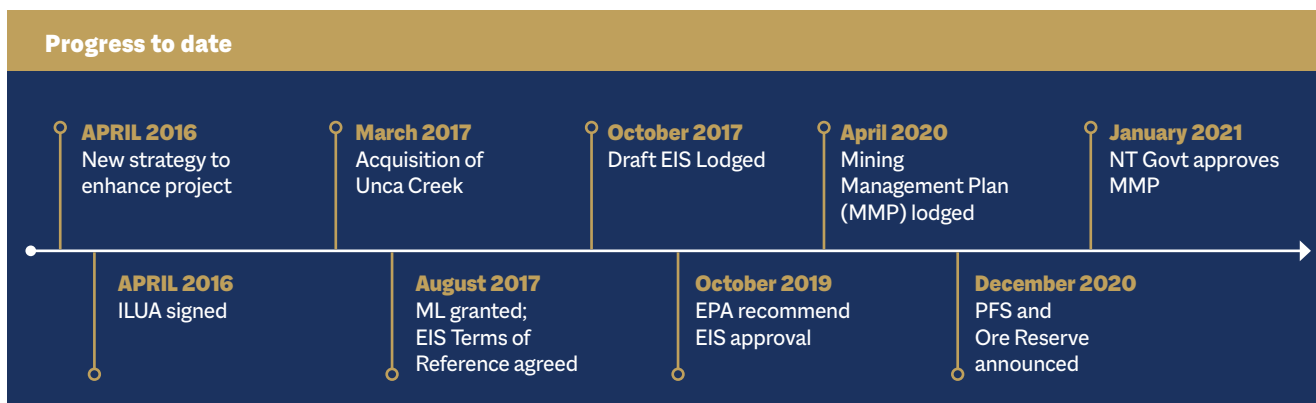 Progress to date
APRIL 2016
New strategy to
enhance project
March 2017
Acquisition of
Unca Creek
October 2017
Draft EIS Lodged
April 2020
Mining
Management Plan
(MMP) lodged
January 2021
NT Govt approves
MMP
APRIL 2016
ILUA signed
August 2017
ML granted;
EIS Terms of
Reference agreed
October 2019
EPA recommend
EIS approval
December 2020
PFS and
Ore Reserve
announced